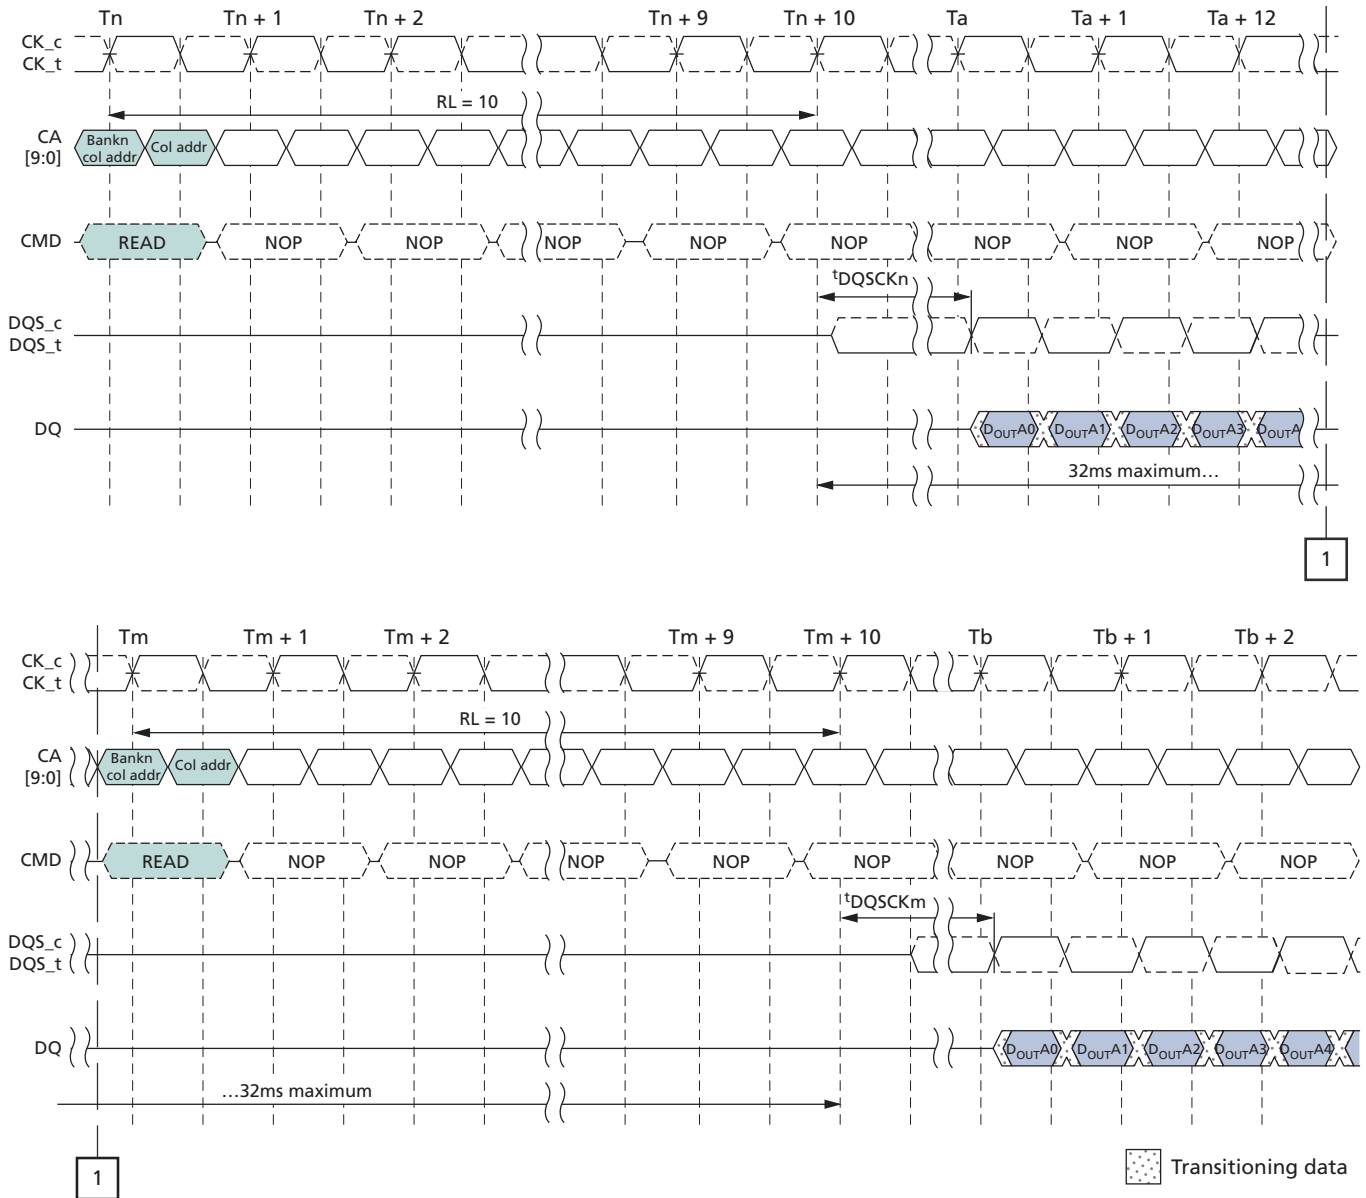 Tn Tn + 1 Tn + 2 Tn + 9 Tn + 10 Ta Ta + 1 Ta + 12
CK_c
CK_t
RL = 10
CA
[9:0]
Bankn
col addr
Col addr
CMD READ NOP NOP NOP NOP NOP NOP NOP NOP
tDQSCKn
DQS_c
DQS_t
DQ DOUTA0 DOUTA1 DOUTA2 DOUTA3 DOUTA
32ms maximum…
1
Tm Tm + 1 Tm + 2 Tm + 9 Tm + 10 Tb Tb + 1 Tb + 2
CK_c
CK_t
RL = 10
CA
[9:0]
Bankn
col addr
Col addr
CMD READ NOP NOP NOP NOP NOP NOP NOP NOP
tDQSCKm
DQS_c
DQS_t
DQ DOUTA0 DOUTA1 DOUTA2 DOUTA3 DOUTA4
…32ms maximum
1
Transitioning data